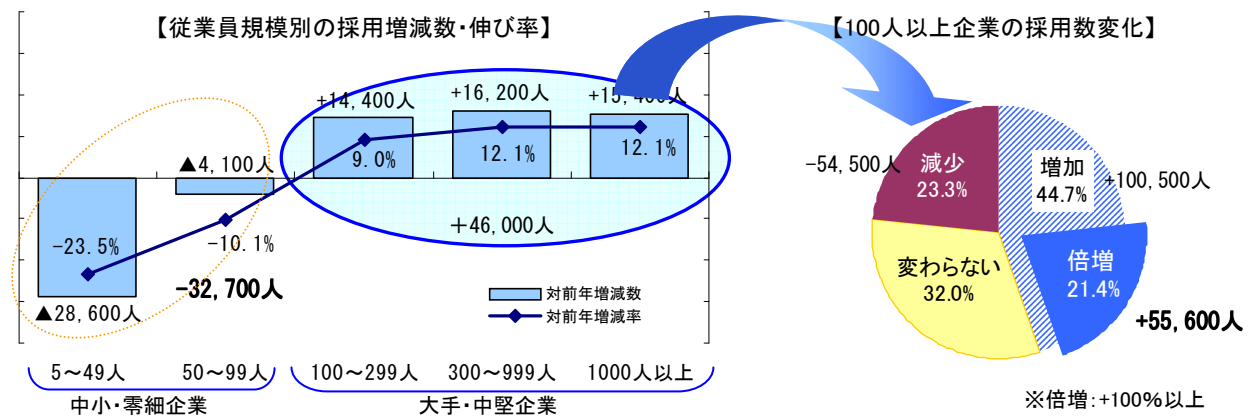 【従業員規模別の採用増減数・伸び率】
+14,400人
+16,200人
+15,400人
9.0%
12.1%
12.1%
▲4,100人
-23.5%
-10.1%
+46,000人
-32,700人
▲28,600人
対前年増減数
対前年増減率
5～49人
50～99人
100～299人
300～999人
1000人以上
中小・零細企業
大手・中堅企業
【100人以上企業の採用数変化】
-54,500人
減少
23.3%
増加
44.7%
+100,500人
変わらない
32.0%
倍増
21.4%
+55,600人
※倍増:+100%以上